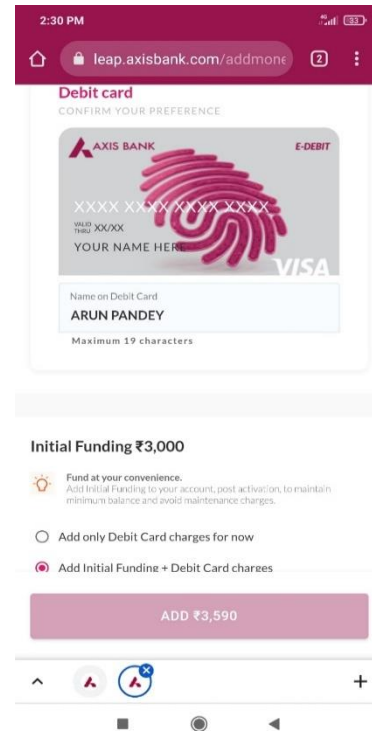 2:30 PM
4G
33
leap.axisbank.com/addmone
2
Debit card
CONFIRM YOUR PREFERENCE
AXIS BANK
E-DEBIT
XXXX XXXX XXXX XXXX
VALID THRU XX/XX
YOUR NAME HERE
VISA
Name on Debit Card
ARUN PANDEY
Maximum 19 characters
Initial Funding ₹3,000
Fund at your convenience.
Add Initial Funding to your account, post activation, to maintain
minimum balance and avoid maintenance charges.
Add only Debit Card charges for now
Add Initial Funding + Debit Card charges
ADD ₹3,590